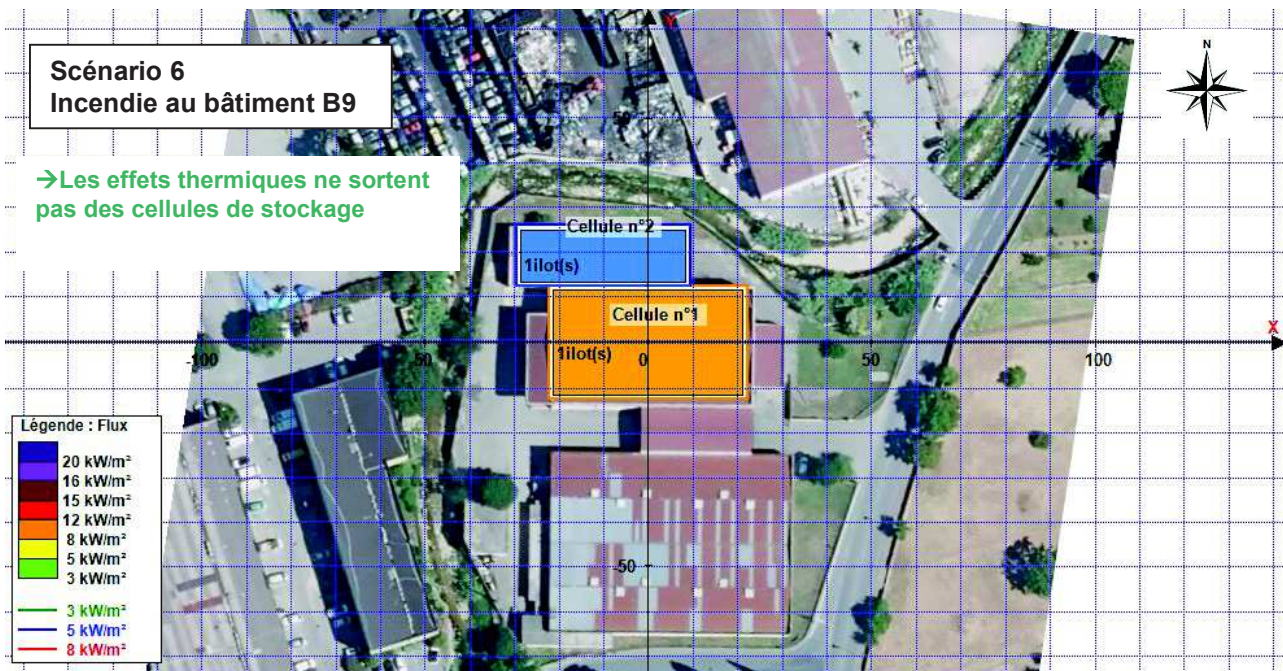 Scénario 6
Incendie au bâtiment B9
→Les effets thermiques ne sortent
pas des cellules de stockage
N
Y
50
Cellule n°2
1ilot(s)
Cellule n°1
1ilot(s)
X
-100
50
0
50
100
-50
Légende : Flux
20 kW/m²
16 kW/m²
15 kW/m²
12 kW/m²
8 kW/m²
5 kW/m²
3 kW/m²
3 kW/m²
5 kW/m²
8 kW/m²